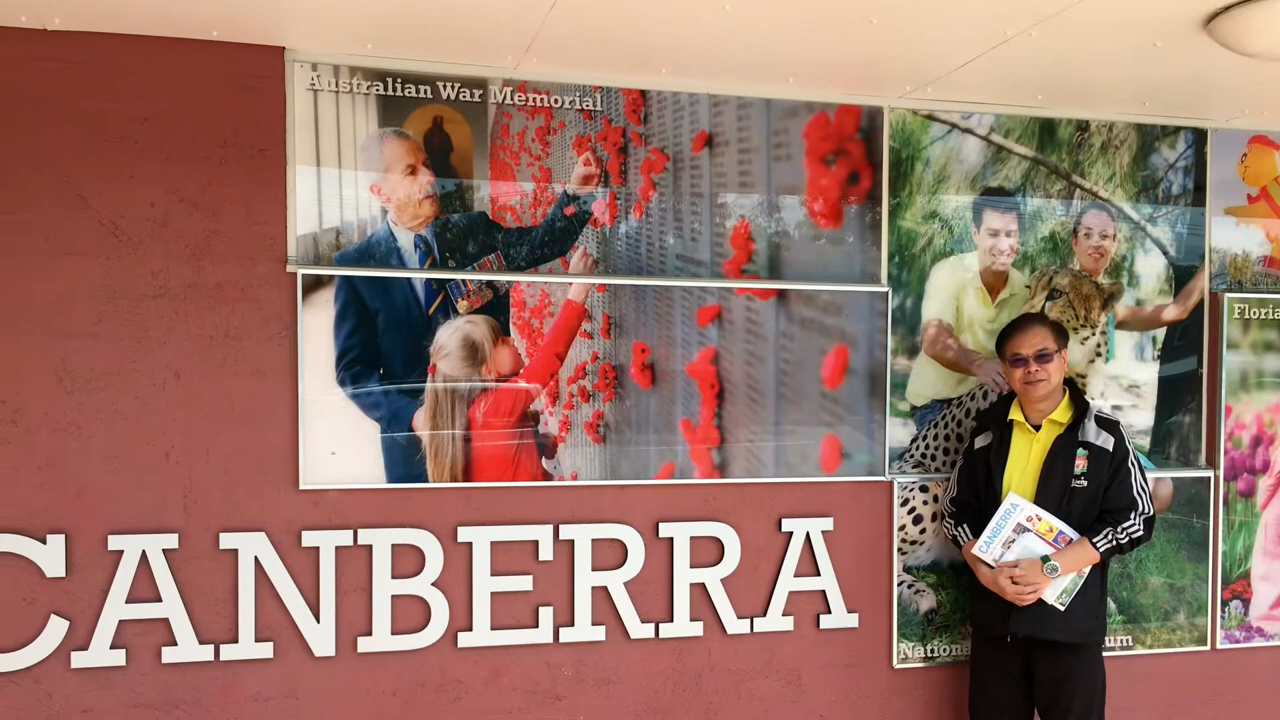 Australian War Memorial
Floria
CANBERRA
CANBERRA
Nationa
um